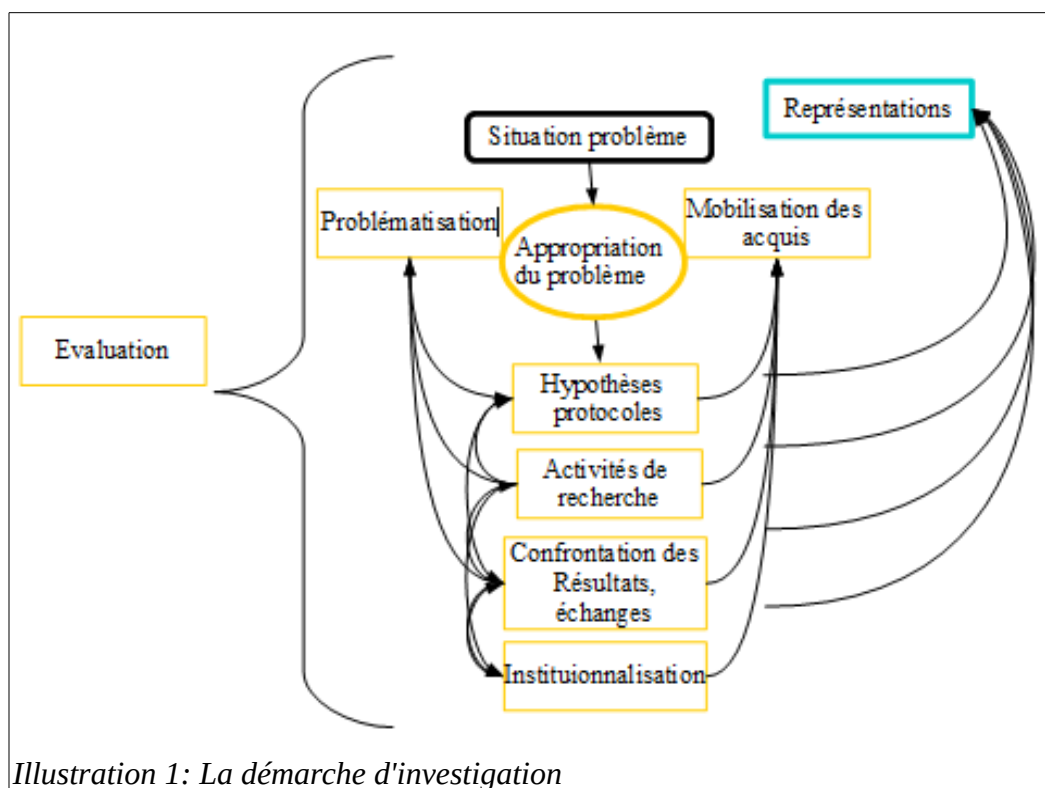 Représentations
Situation problème
Problématisation
Mobilisation des
acquis
Appropriation
du problème
Evaluation
Hypothèses
protocoles
Activités de
recherche
Confrontation des
Résultats,
échanges
Instituionnalisation
Illustration 1: La démarche d'investigation